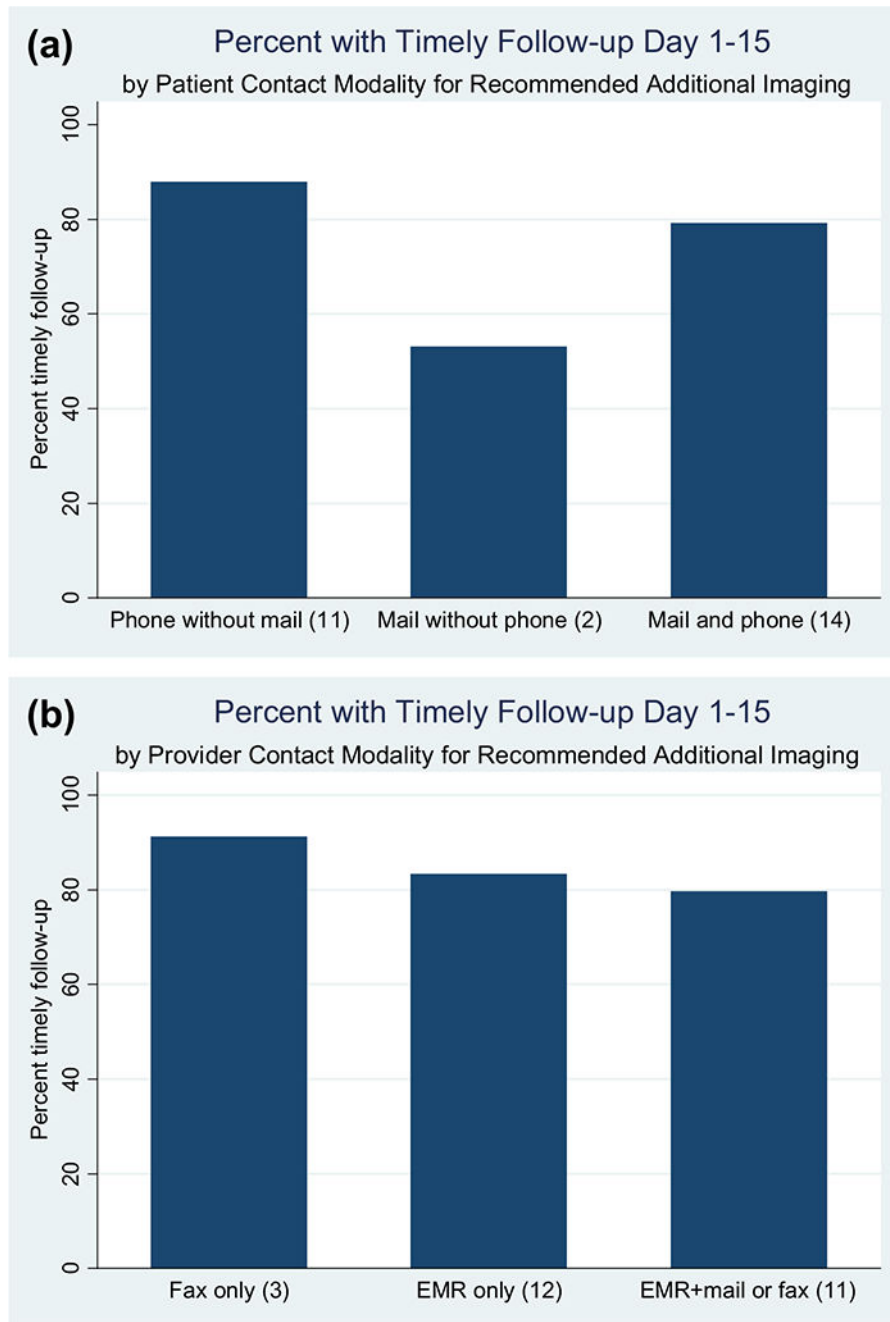 (a)
Percent with Timely Follow-up Day 1-15
by Patient Contact Modality for Recommended Additional Imaging
Percent timely follow-up
100
80
60
40
20
0
Phone without mail (11) Mail without phone (2) Mail and phone (14)
(b)
Percent with Timely Follow-up Day 1-15
by Provider Contact Modality for Recommended Additional Imaging
Percent timely follow-up
100
80
60
40
20
0
Fax only (3) EMR only (12) EMR+mail or fax (11)